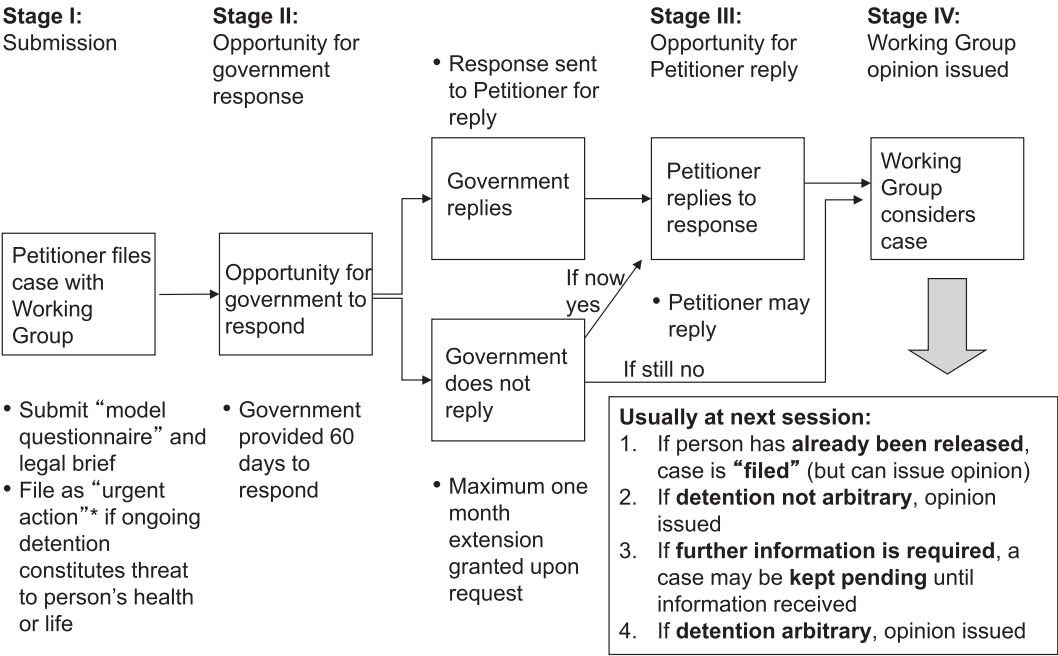 Stage I:
Submission
Stage II:
Opportunity for
government
response
Stage III:
Opportunity for
Petitioner reply
Stage IV:
Working Group
opinion issued
• Response sent
to Petitioner for
reply
Petitioner files
case with
Working
Group
Opportunity for
government to
respond
Government
replies
Government
does not
reply
If now
yes
If still no
Petitioner
replies to
response
• Petitioner may
reply
Working
Group
considers
case
• Submit “model
questionnaire” and
legal brief
• File as “urgent
action”* if ongoing
detention
constitutes threat
to person’s health
or life
• Government
provided 60
days to
respond
• Maximum one
month
extension
granted upon
request
Usually at next session:
1. If person has already been released,
case is “filed” (but can issue opinion)
2. If detention not arbitrary, opinion
issued
3. If further information is required, a
case may be kept pending until
information received
4. If detention arbitrary, opinion issued